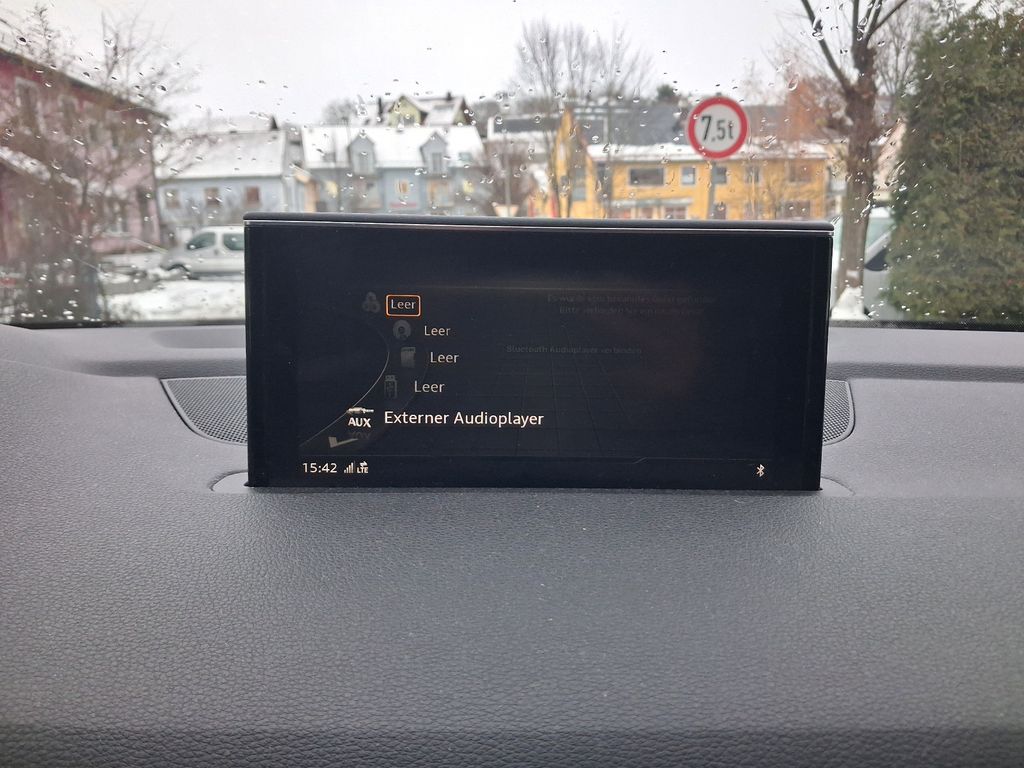 7,5t
Leer
Leer
Leer
Leer
AUX Externer Audioplayer
15:42 LTE
Bluetooth Audioplayer verbinden